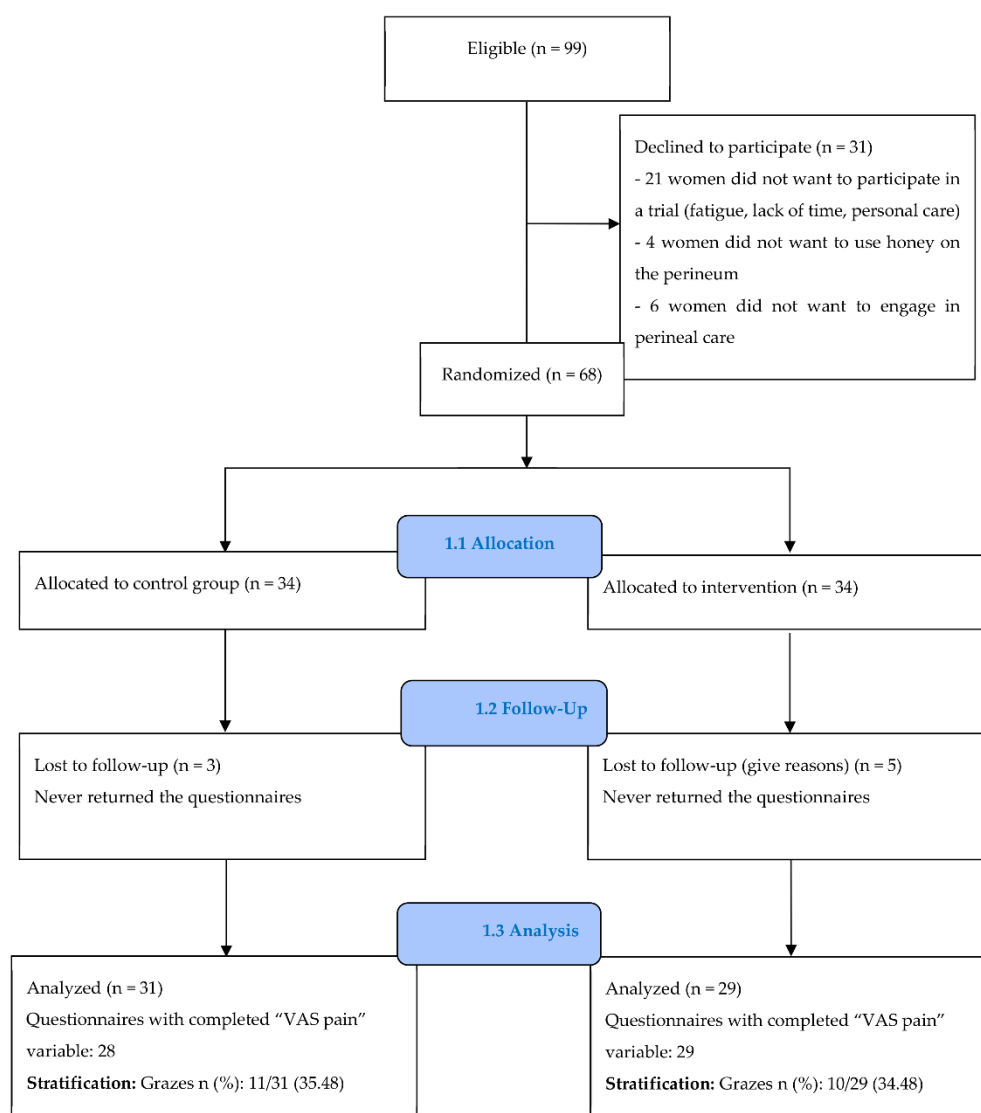 Eligible (n = 99)
Declined to participate (n = 31)
- 21 women did not want to participate in
a trial (fatigue, lack of time, personal care)
- 4 women did not want to use honey on
the perineum
- 6 women did not want to engage in
perineal care
Randomized (n = 68)
1.1 Allocation
Allocated to control group (n = 34)
Allocated to intervention (n = 34)
1.2 Follow-Up
Lost to follow-up (n = 3)
Never returned the questionnaires
Lost to follow-up (give reasons) (n = 5)
Never returned the questionnaires
1.3 Analysis
Analyzed (n = 31)
Questionnaires with completed “VAS pain”
variable: 28
Stratification: Grazes n (%): 11/31 (35.48)
Analyzed (n = 29)
Questionnaires with completed “VAS pain”
variable: 29
Stratification: Grazes n (%): 10/29 (34.48)